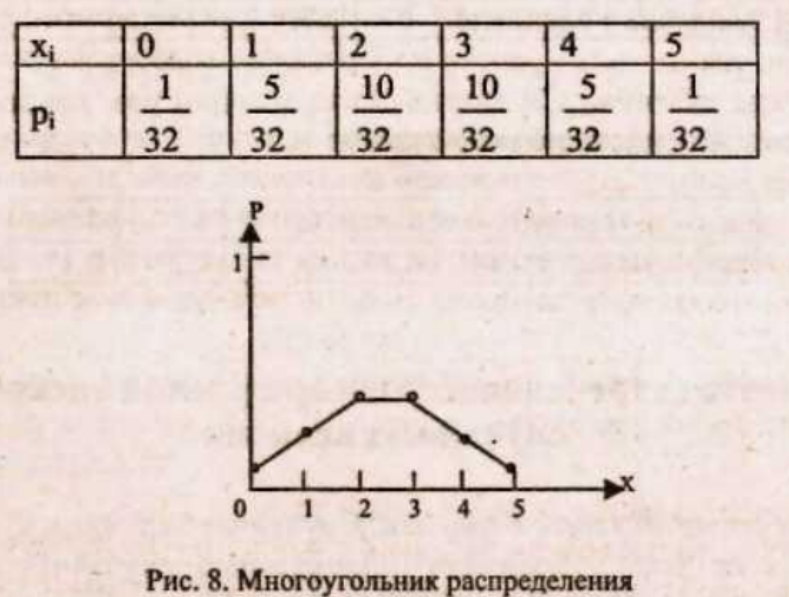 xᵢ 0 1 2 3 4 5
pᵢ 1/32 5/32 10/32 10/32 5/32 1/32
P
1
0 1 2 3 4 5 X
Рис. 8. Многоугольник распределения